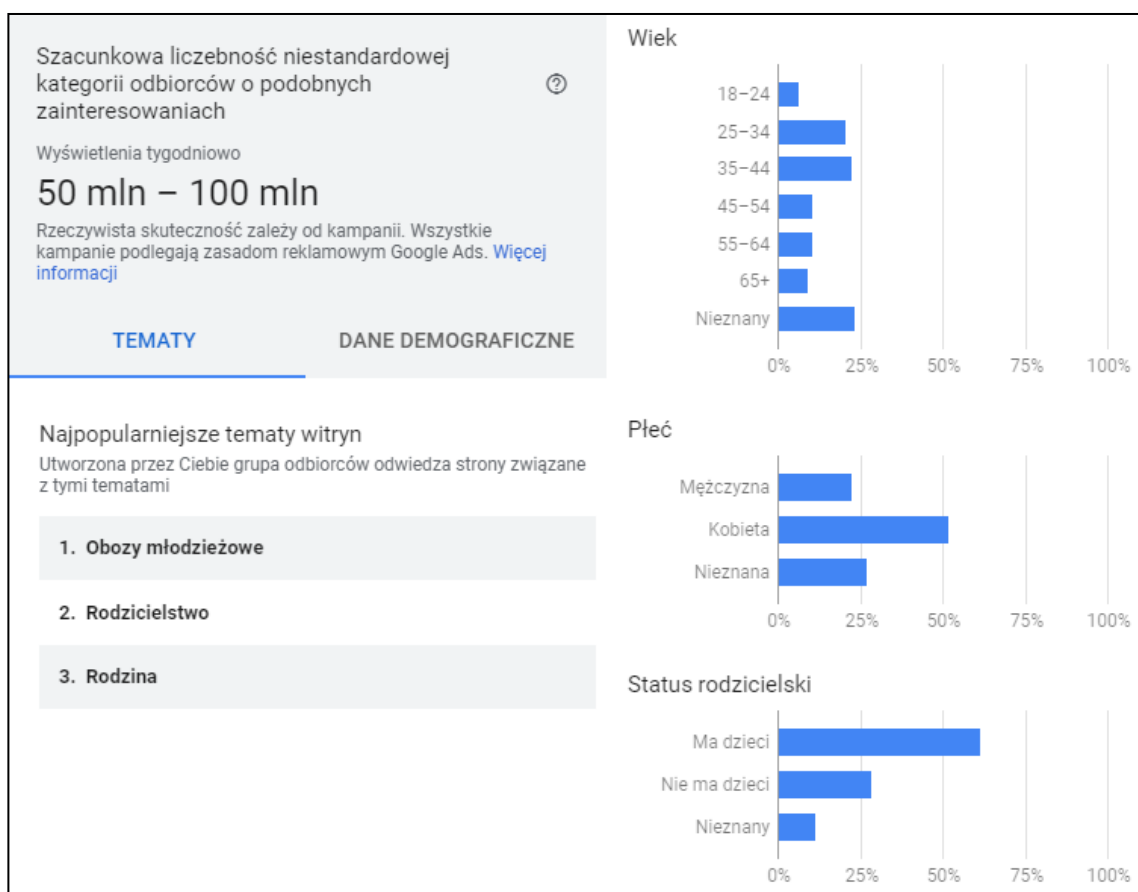 Szacunkowa liczebność niestandardowej
kategorii odbiorców o podobnych
zainteresowaniach
Wyświetlenia tygodniowo
50 mln – 100 mln
Rzeczywista skuteczność zależy od kampanii. Wszystkie
kampanie podlegają zasadom reklamowym Google Ads. Więcej
informacji
TEMATY
DANE DEMOGRAFICZNE
Najpopularniejsze tematy witryn
Utworzona przez Ciebie grupa odbiorców odwiedza strony związane
z tymi tematami
1. Obozy młodzieżowe
2. Rodzicielstwo
3. Rodzina
Wiek
18–24
25–34
35–44
45–54
55–64
65+
Nieznany
0% 25% 50% 75% 100%
Płeć
Mężczyzna
Kobieta
Nieznana
0% 25% 50% 75% 100%
Status rodzicielski
Ma dzieci
Nie ma dzieci
Nieznany
0% 25% 50% 75% 100%